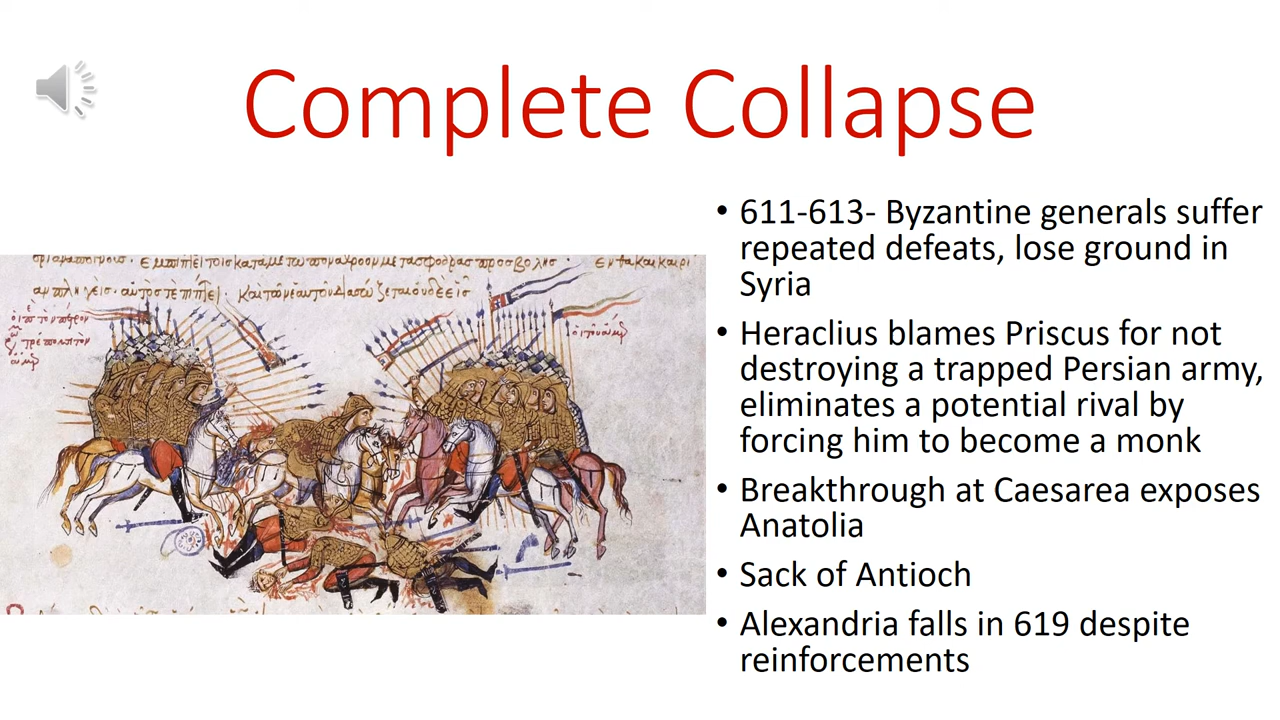 Complete Collapse
• 611-613- Byzantine generals suffer
repeated defeats, lose ground in
Syria
• Heraclius blames Priscus for not
destroying a trapped Persian army,
eliminates a potential rival by
forcing him to become a monk
• Breakthrough at Caesarea exposes
Anatolia
• Sack of Antioch
• Alexandria falls in 619 despite
reinforcements